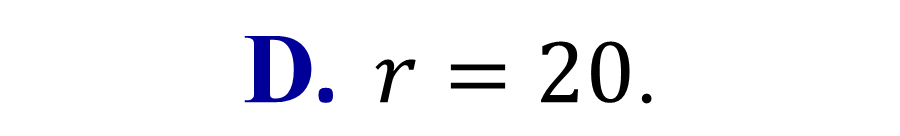 D. r = 20.